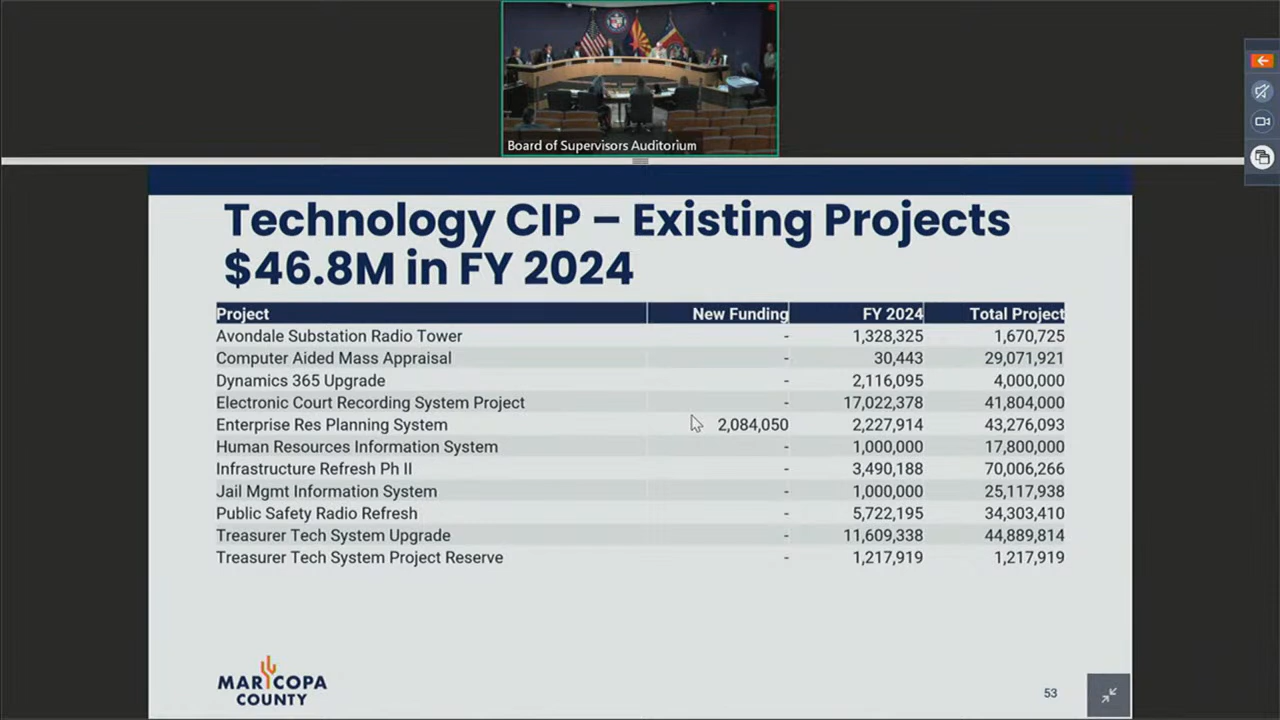 Board of Supervisors Auditorium
Technology CIP – Existing Projects
$46.8M in FY 2024
Project New Funding FY 2024 Total Project
Avondale Substation Radio Tower - 1,328,325 1,670,725
Computer Aided Mass Appraisal - 30,443 29,071,921
Dynamics 365 Upgrade - 2,116,095 4,000,000
Electronic Court Recording System Project - 17,022,378 41,804,000
Enterprise Res Planning System 2,084,050 2,227,914 43,276,093
Human Resources Information System - 1,000,000 17,800,000
Infrastructure Refresh Ph II - 3,490,188 70,006,266
Jail Mgmt Information System - 1,000,000 25,117,938
Public Safety Radio Refresh - 5,722,195 34,303,410
Treasurer Tech System Upgrade - 11,609,338 44,889,814
Treasurer Tech System Project Reserve - 1,217,919 1,217,919
MARICOPA
COUNTY
53